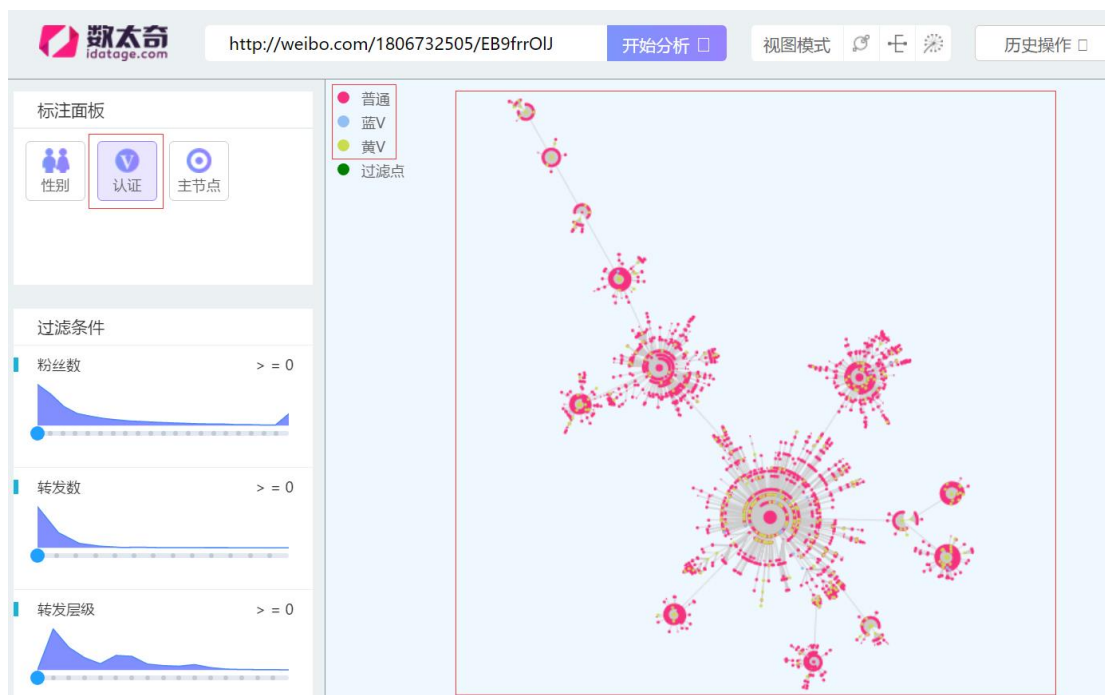 数太奇
idatage.com
http://weibo.com/1806732505/EB9frrOlJ
开始分析
视图模式
历史操作
标注面板
性别
V
认证
主节点
普通
蓝V
黄V
过滤点
过滤条件
粉丝数 > = 0
转发数 > = 0
转发层级 > = 0